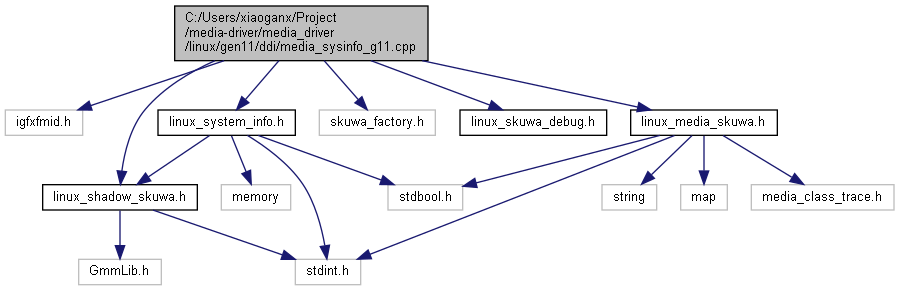 C:/Users/xiaoganx/Project
/media-driver/media_driver
/linux/gen11/ddi/media_sysinfo_g11.cpp
igfxfmid.h
linux_system_info.h
skuwa_factory.h
linux_skuwa_debug.h
linux_media_skuwa.h
linux_shadow_skuwa.h
memory
stdbool.h
string
map
media_class_trace.h
GmmLib.h
stdint.h